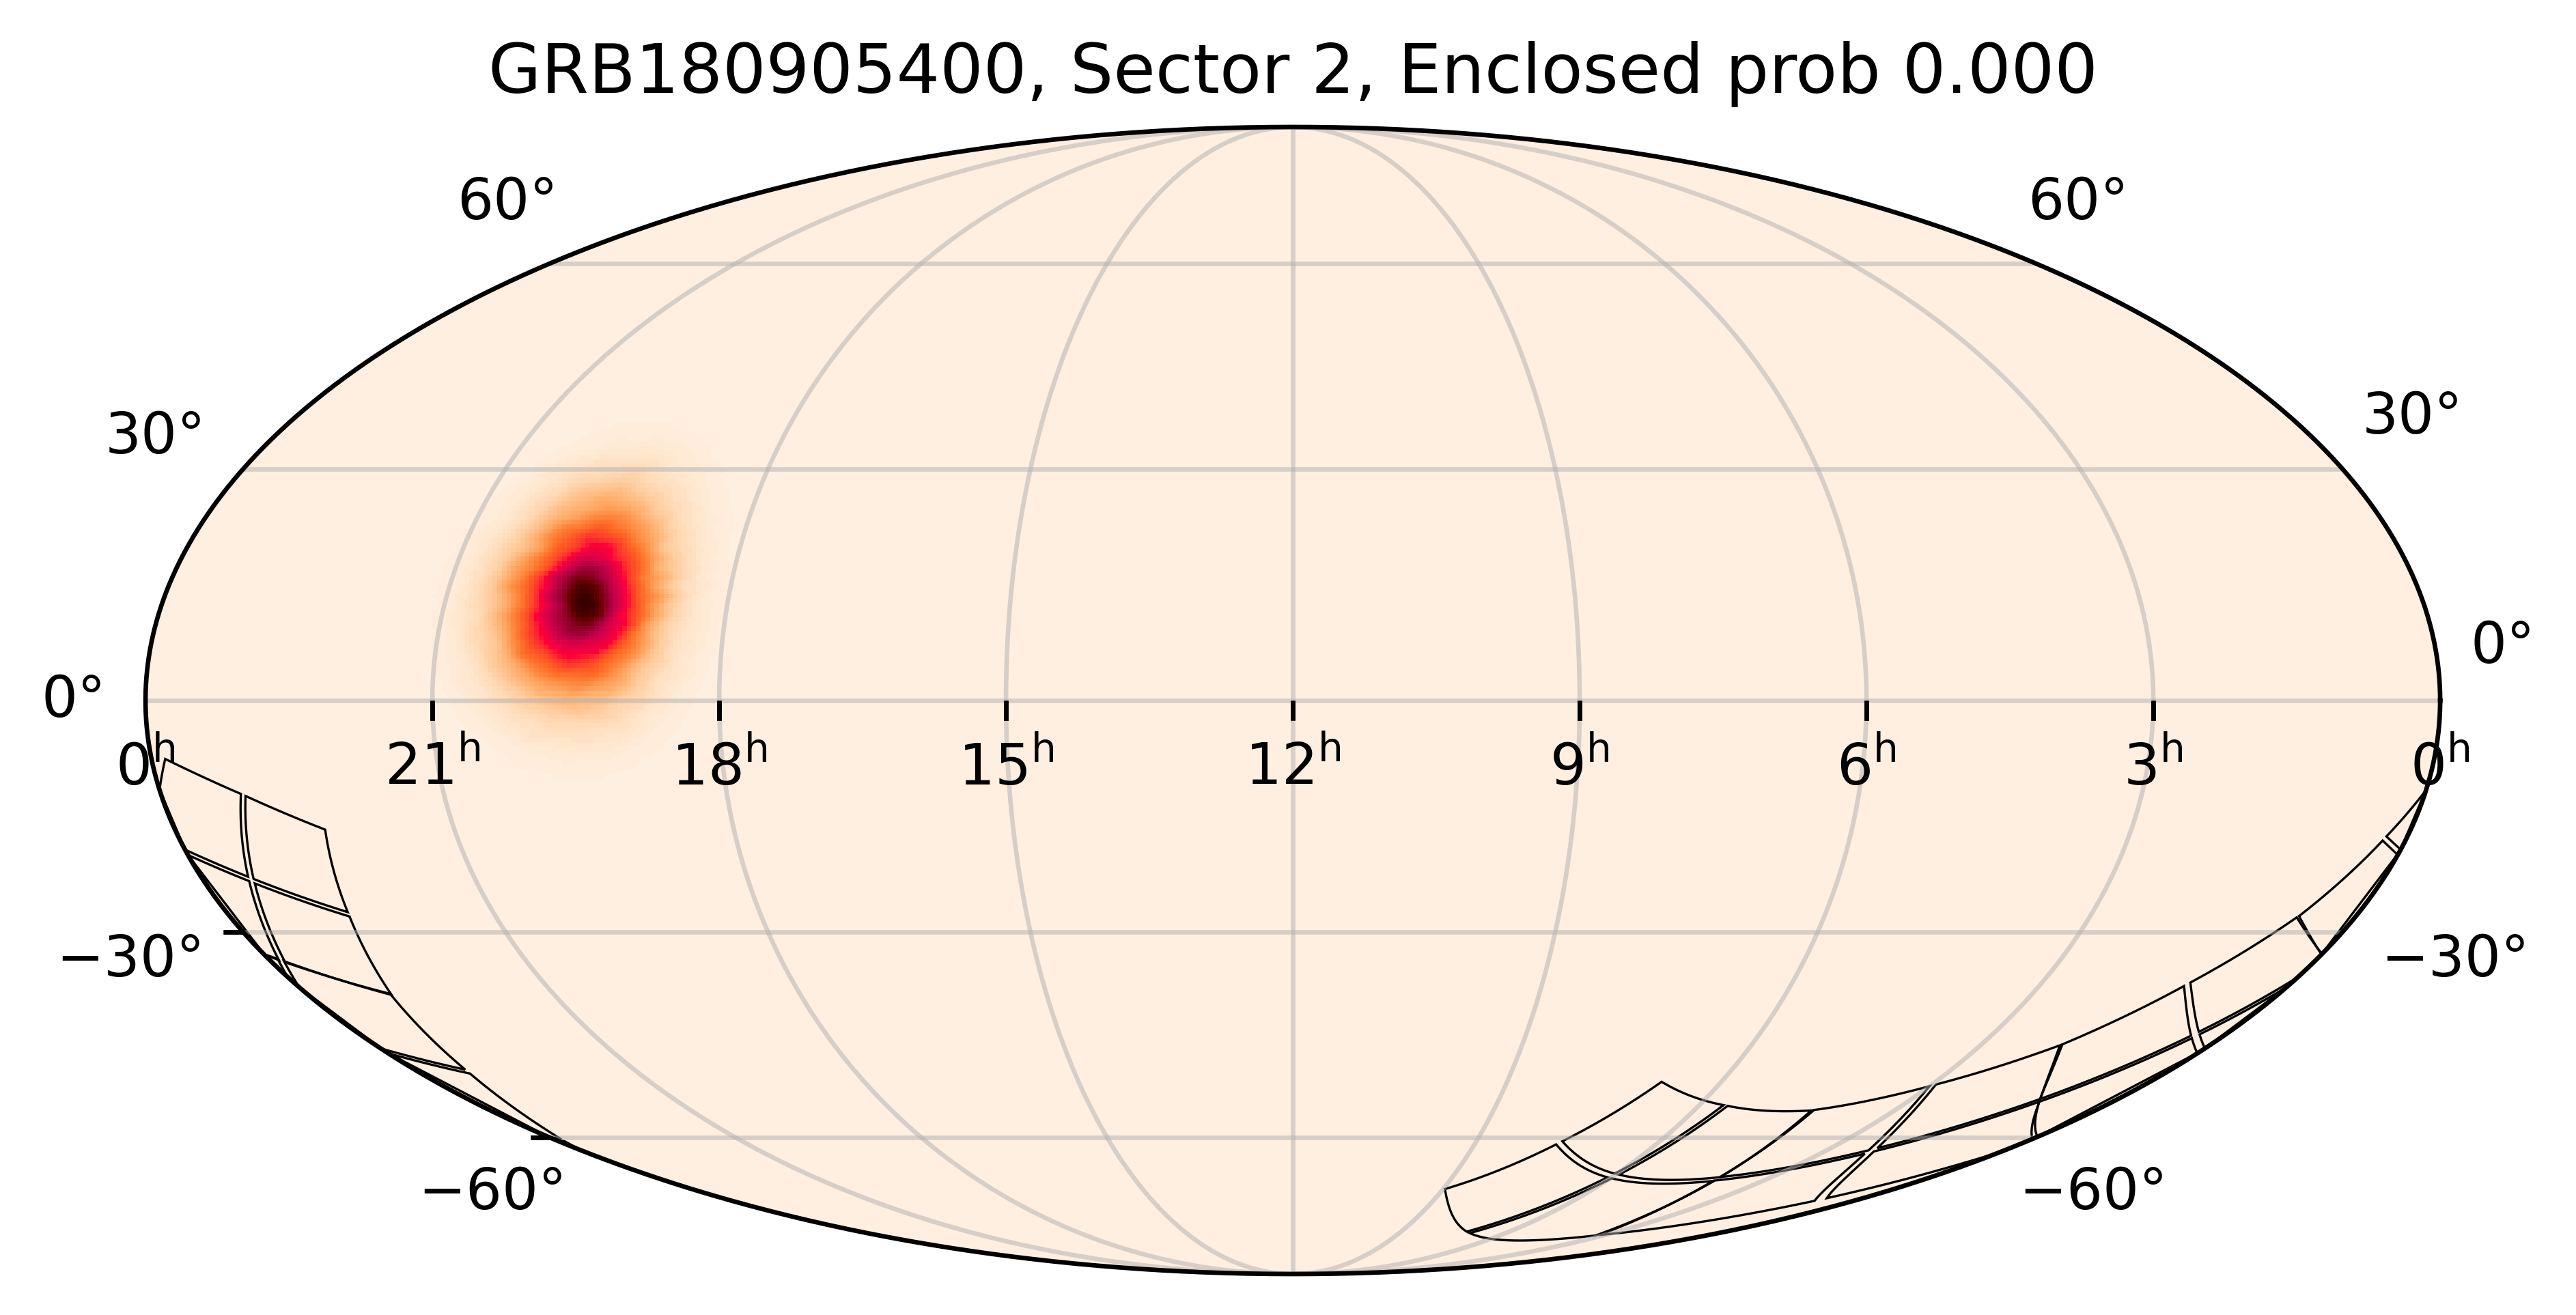 GRB180905400, Sector 2, Enclosed prob 0.000
60° 60°
30° 30°
0° 0°
0h 21h 18h 15h 12h 9h 6h 3h 0h
−30° −30°
−60° −60°